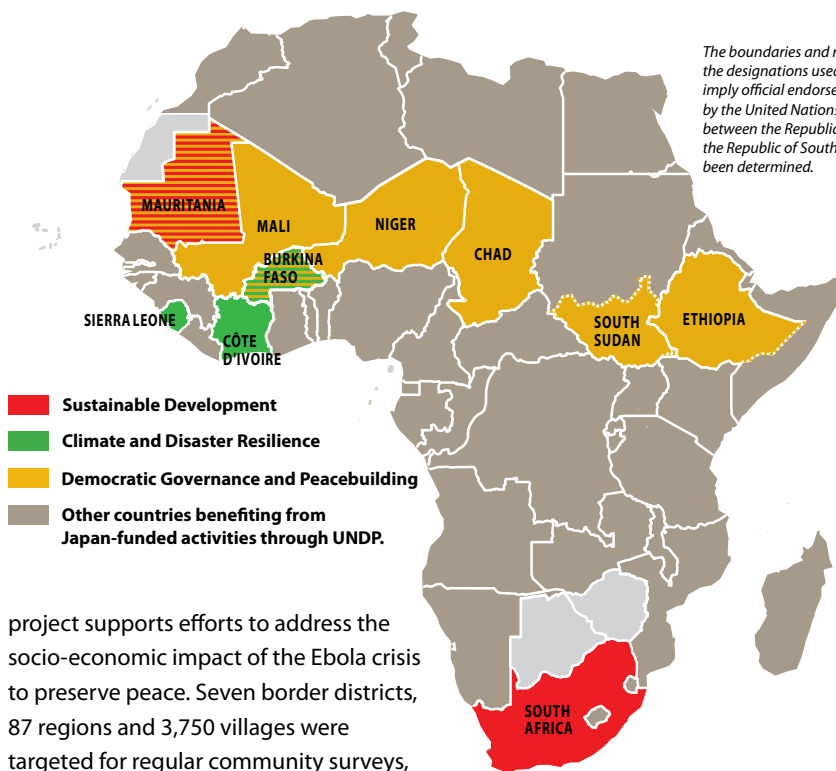 The boundaries and
the designations used
imply official endorse
by the United Nations
between the Republic
the Republic of South
been determined.
MAURITANIA
MALI
NIGER
CHAD
BURKINA
FASO
SIERRA LEONE
CÔTE
D'IVOIRE
SOUTH
SUDAN
ETHIOPIA
SOUTH
AFRICA
Sustainable Development
Climate and Disaster Resilience
Democratic Governance and Peacebuilding
Other countries benefiting from
Japan-funded activities through UNDP.
project supports efforts to address the
socio-economic impact of the Ebola crisis
to preserve peace. Seven border districts,
87 regions and 3,750 villages were
targeted for regular community surveys,